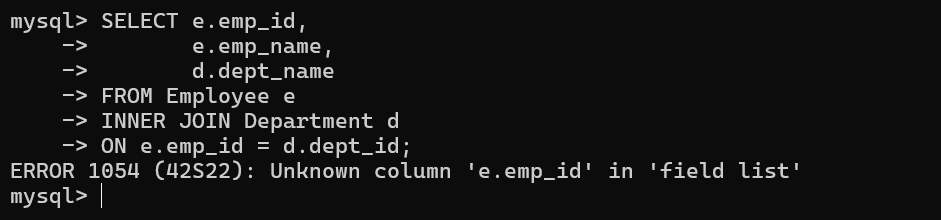 mysql> SELECT e.emp_id,
    ->        e.emp_name,
    ->        d.dept_name
    -> FROM Employee e
    -> INNER JOIN Department d
    -> ON e.emp_id = d.dept_id;
ERROR 1054 (42S22): Unknown column 'e.emp_id' in 'field list'
mysql>